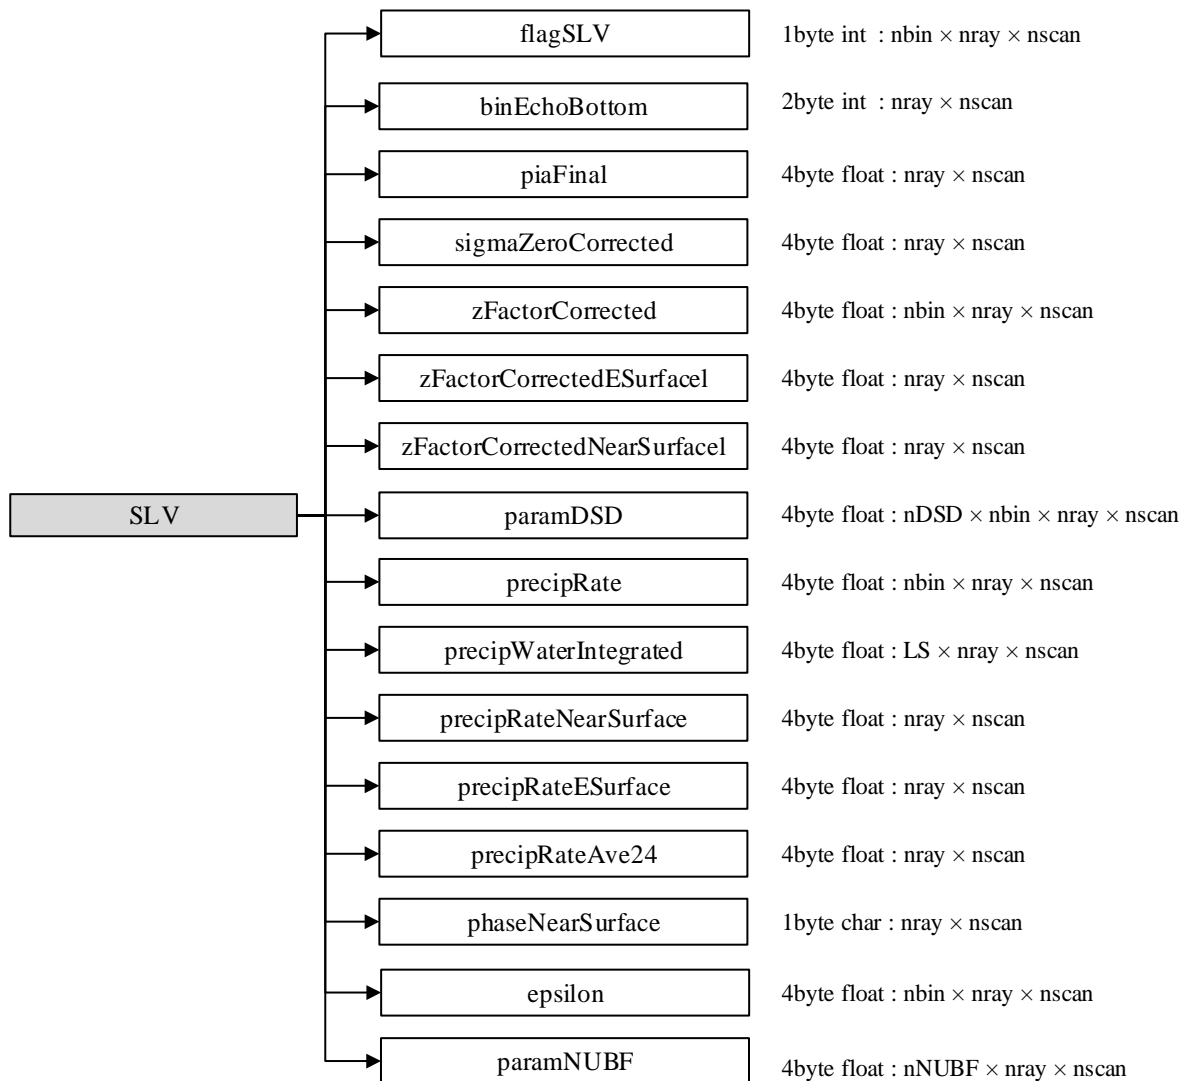 flagSLV 1byte int : nbin × nray × nscan
binEchoBottom 2byte int : nray × nscan
piaFinal 4byte float : nray × nscan
sigmaZeroCorrected 4byte float : nray × nscan
zFactorCorrected 4byte float : nbin × nray × nscan
zFactorCorrectedESurfacel 4byte float : nray × nscan
zFactorCorrectedNearSurfacel 4byte float : nray × nscan
SLV paramDSD 4byte float : nDSD × nbin × nray × nscan
precipRate 4byte float : nbin × nray × nscan
precipWaterIntegrated 4byte float : LS × nray × nscan
precipRateNearSurface 4byte float : nray × nscan
precipRateESurface 4byte float : nray × nscan
precipRateAve24 4byte float : nray × nscan
phaseNearSurface 1byte char : nray × nscan
epsilon 4byte float : nbin × nray × nscan
paramNUBF 4byte float : nNUBF × nray × nscan